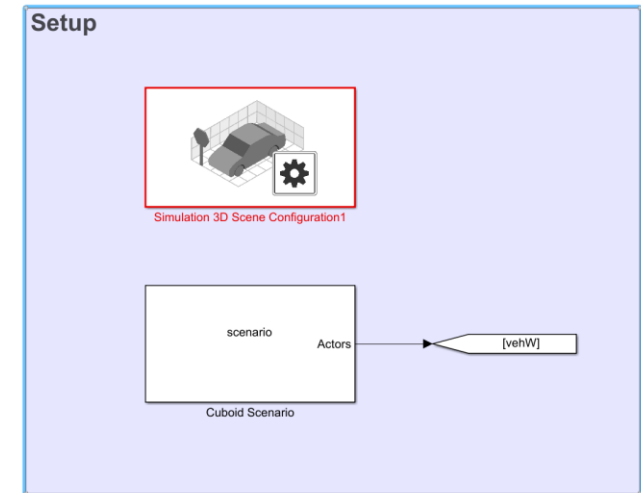 Setup
Simulation 3D Scene Configuration1
scenario
Actors
[vehW]
Cuboid Scenario